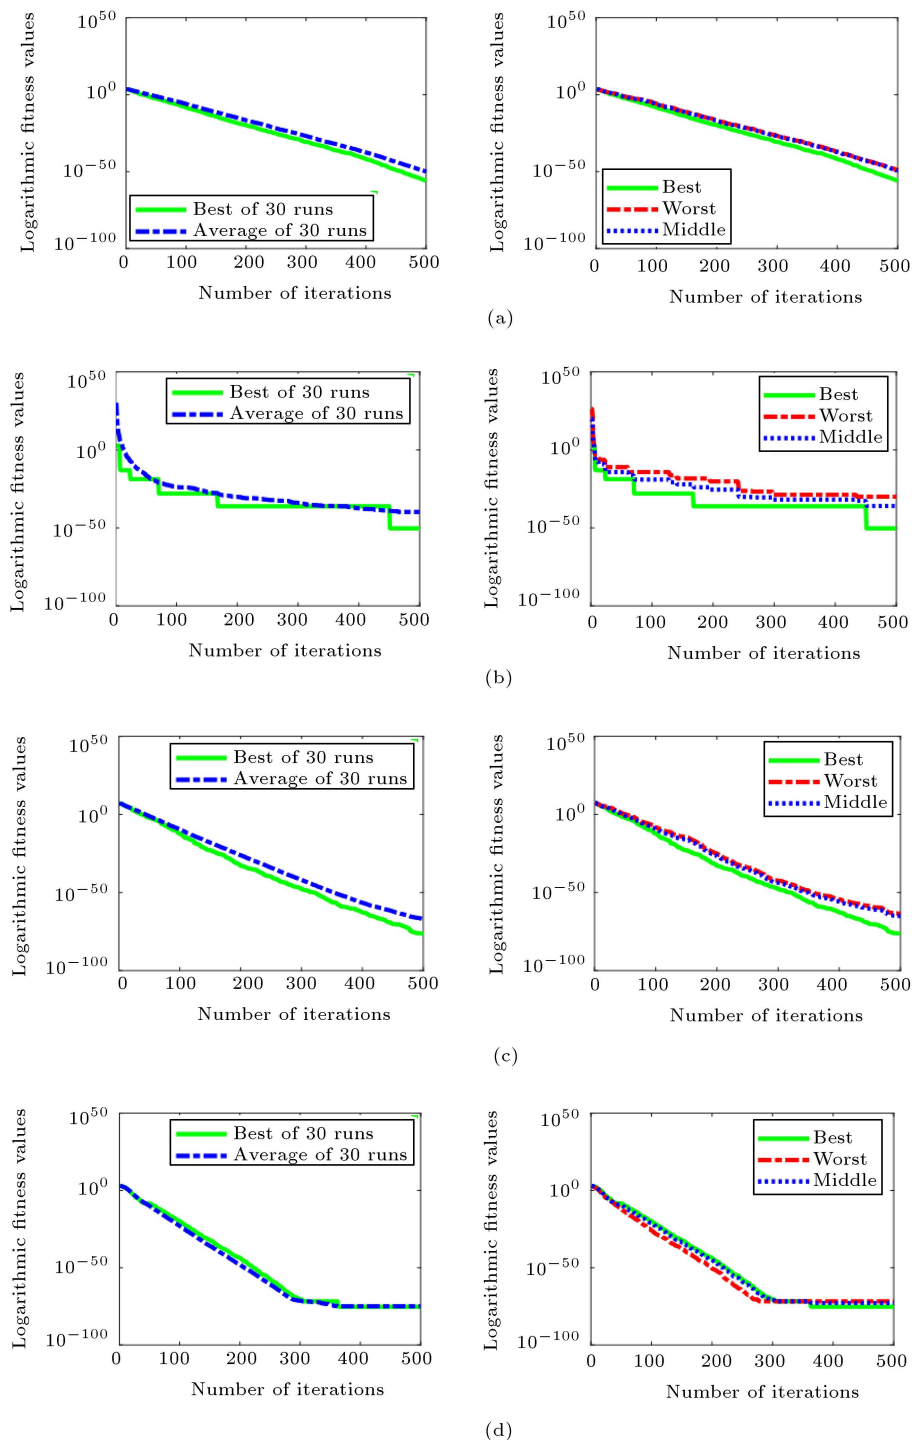 Logarithmic fitness values
10^50
10^0
10^-50
10^-100
Best of 30 runs
Average of 30 runs
0 100 200 300 400 500
Number of iterations
Logarithmic fitness values
10^50
10^0
10^-50
10^-100
Best
Worst
Middle
0 100 200 300 400 500
Number of iterations
(a)
Logarithmic fitness values
10^50
10^0
10^-50
10^-100
Best of 30 runs
Average of 30 runs
0 100 200 300 400 500
Number of iterations
Logarithmic fitness values
10^50
10^0
10^-50
10^-100
Best
Worst
Middle
0 100 200 300 400 500
Number of iterations
(b)
Logarithmic fitness values
10^50
10^0
10^-50
10^-100
Best of 30 runs
Average of 30 runs
0 100 200 300 400 500
Number of iterations
Logarithmic fitness values
10^50
10^0
10^-50
10^-100
Best
Worst
Middle
0 100 200 300 400 500
Number of iterations
(c)
Logarithmic fitness values
10^50
10^0
10^-50
10^-100
Best of 30 runs
Average of 30 runs
0 100 200 300 400 500
Number of iterations
Logarithmic fitness values
10^50
10^0
10^-50
10^-100
Best
Worst
Middle
0 100 200 300 400 500
Number of iterations
(d)